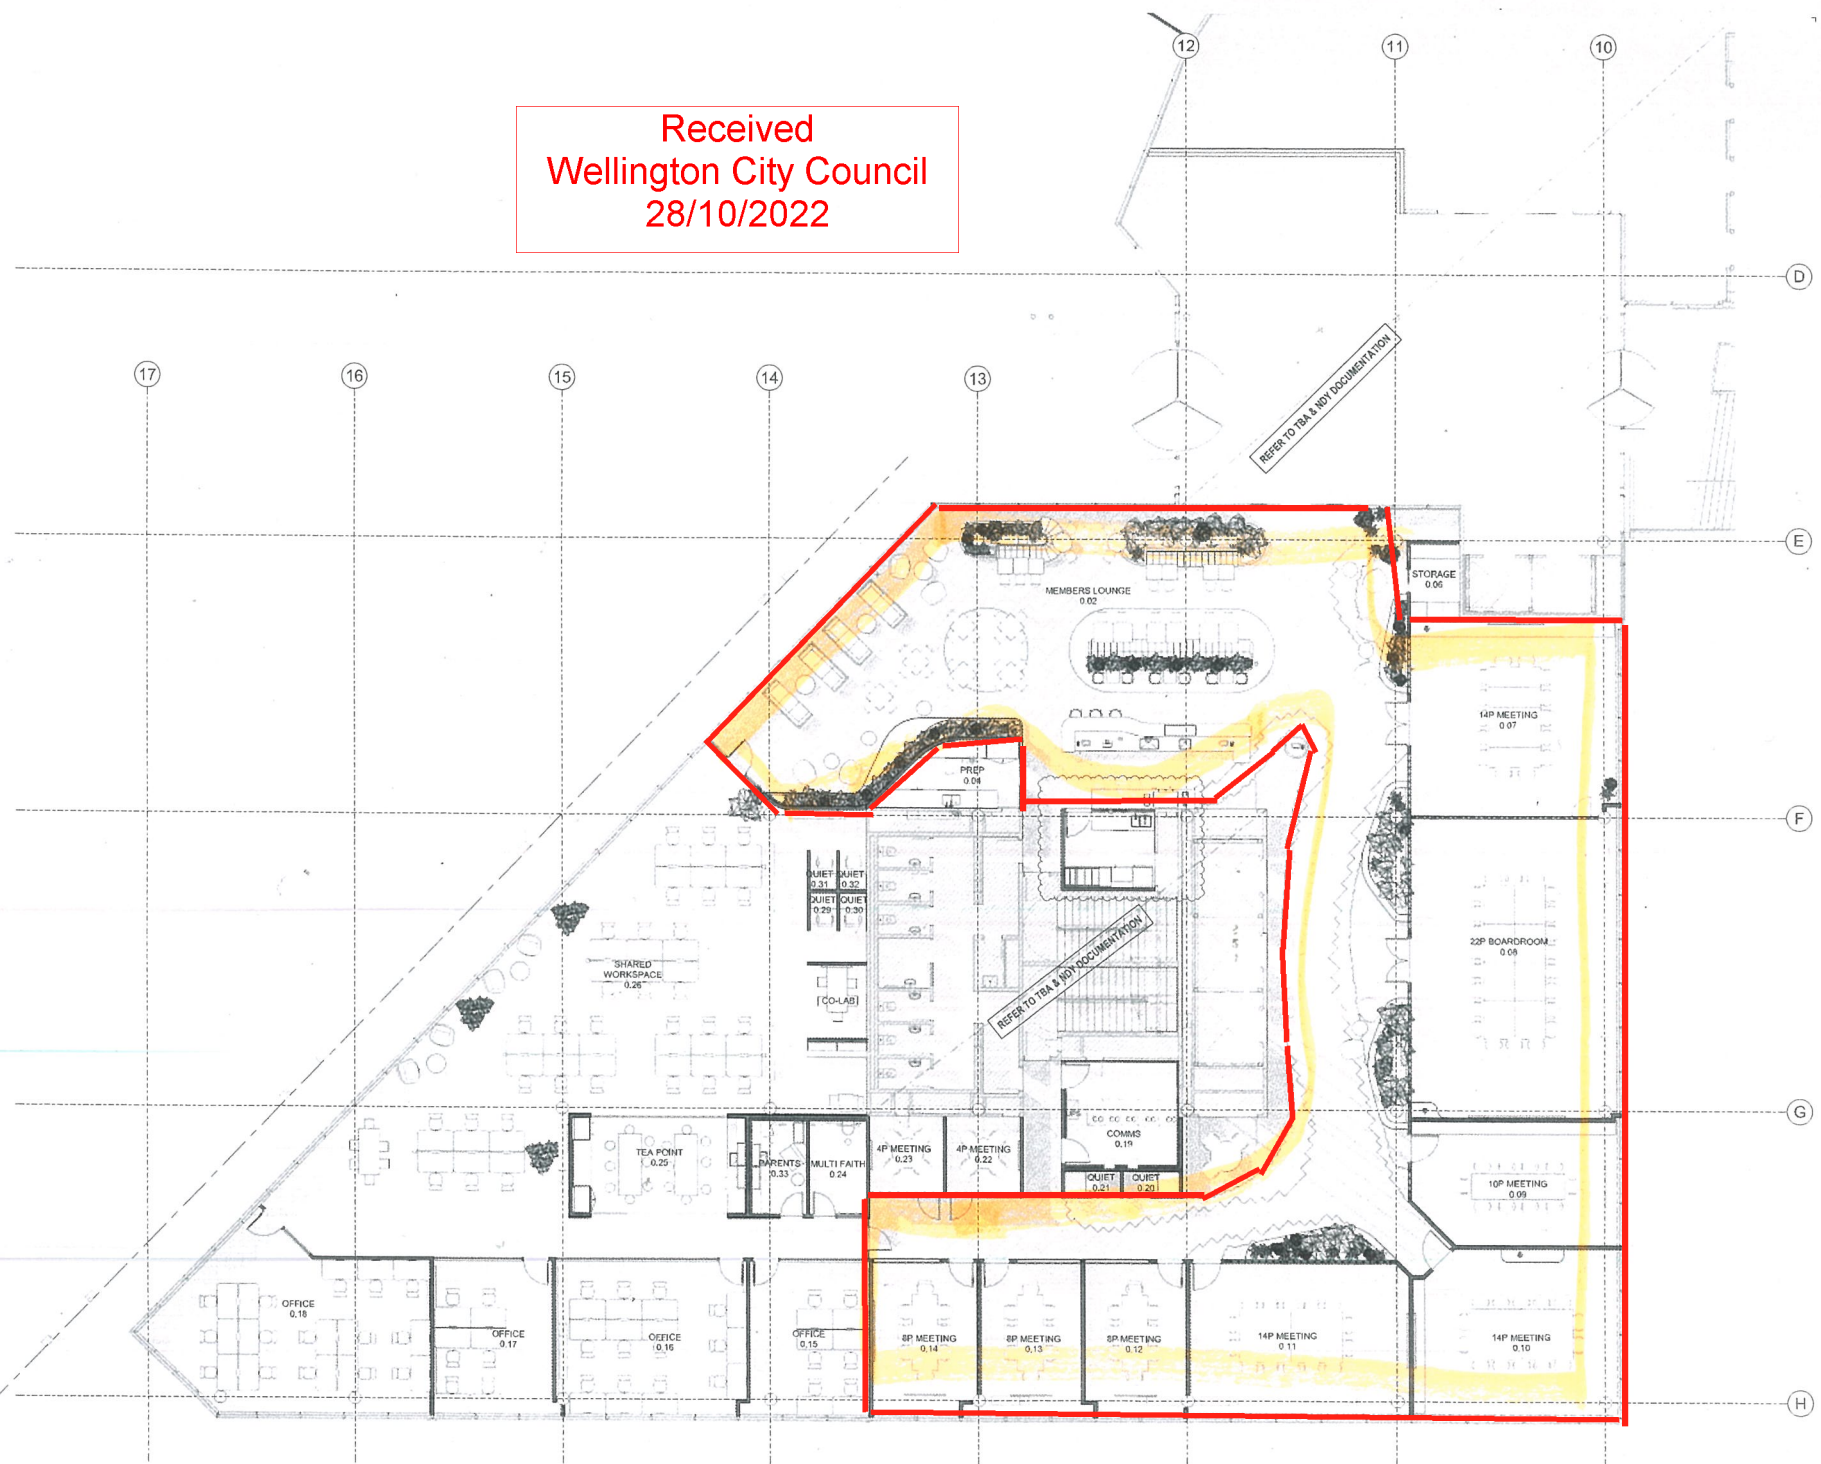 12
11
10
Received
Wellington City Council
28/10/2022
D
REFER TO TBA & NDY DOCUMENTATION
17
16
15
14
13
E
STORAGE
0.06
MEMBERS LOUNGE
0.02
14P MEETING
0.07
PREP
0.04
F
QUIET
0.31
QUIET
0.32
QUIET
0.29
QUIET
0.30
22P BOARDROOM
0.08
REFER TO TBA & NDY DOCUMENTATION
SHARED
WORKSPACE
0.26
CO-LAB
G
COMMS
0.19
TEA POINT
0.25
PARENTS
0.33
MULTI FAITH
0.24
4P MEETING
0.23
4P MEETING
0.22
QUIET
0.21
QUIET
0.20
10P MEETING
0.09
OFFICE
0.18
OFFICE
0.17
OFFICE
0.16
OFFICE
0.15
8P MEETING
0.14
8P MEETING
0.13
8P MEETING
0.12
14P MEETING
0.11
14P MEETING
0.10
H